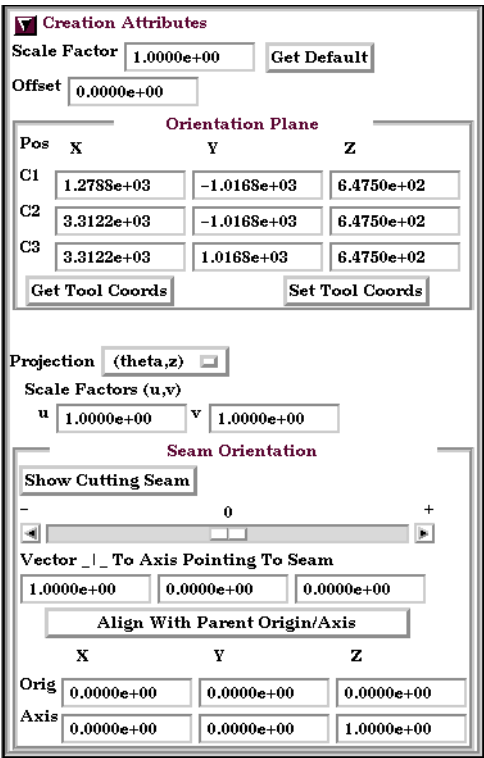 Creation Attributes
Scale Factor 1.0000e+00 Get Default
Offset 0.0000e+00
Orientation Plane
Pos X Y Z
C1 1.2788e+03 -1.0168e+03 6.4750e+02
C2 3.3122e+03 -1.0168e+03 6.4750e+02
C3 3.3122e+03 1.0168e+03 6.4750e+02
Get Tool Coords Set Tool Coords
Projection (theta,z)
Scale Factors (u,v)
u 1.0000e+00 v 1.0000e+00
Seam Orientation
Show Cutting Seam
- 0 +
Vector _|_ To Axis Pointing To Seam
1.0000e+00 0.0000e+00 0.0000e+00
Align With Parent Origin/Axis
X Y Z
Orig 0.0000e+00 0.0000e+00 0.0000e+00
Axis 0.0000e+00 0.0000e+00 1.0000e+00